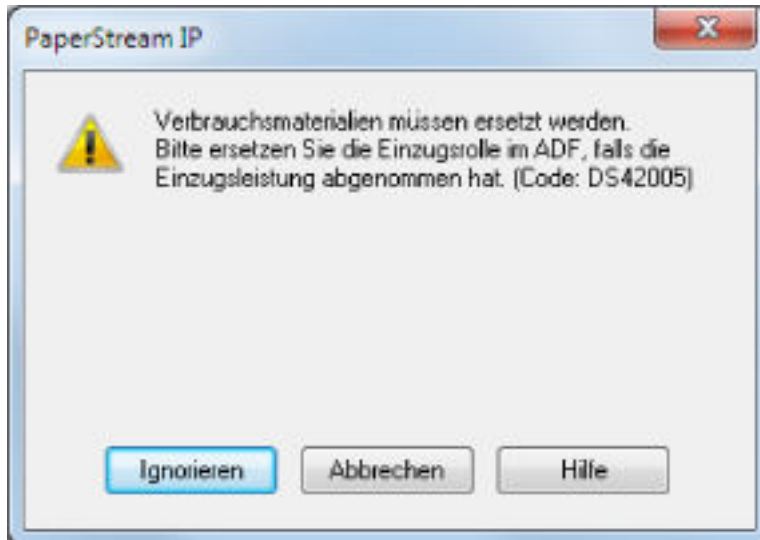 PaperStream IP
Verbrauchsmaterialien müssen ersetzt werden.
Bitte ersetzen Sie die Einzugsrolle im ADF, falls die
Einzugsleistung abgenommen hat. (Code: DS42005)
Ignorieren
Abbrechen
Hilfe